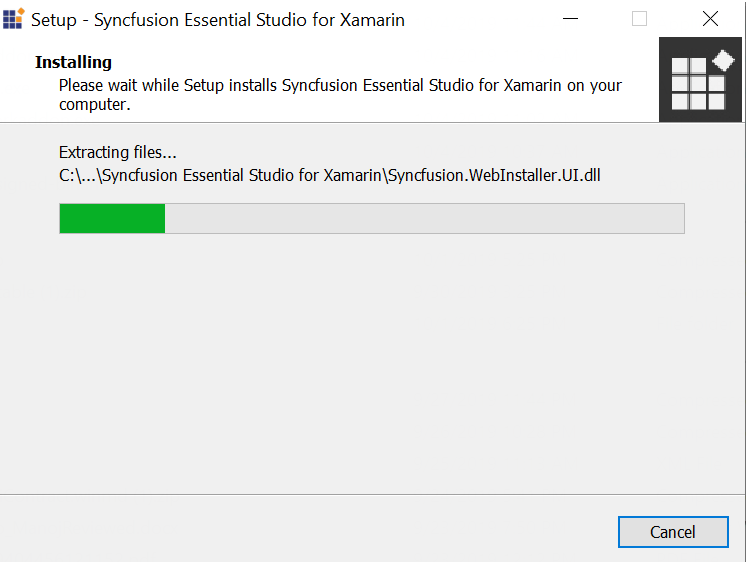 Setup - Syncfusion Essential Studio for Xamarin
Installing
Please wait while Setup installs Syncfusion Essential Studio for Xamarin on your
computer.
Extracting files...
C:\...\Syncfusion Essential Studio for Xamarin\Syncfusion.WebInstaller.UI.dll
Cancel